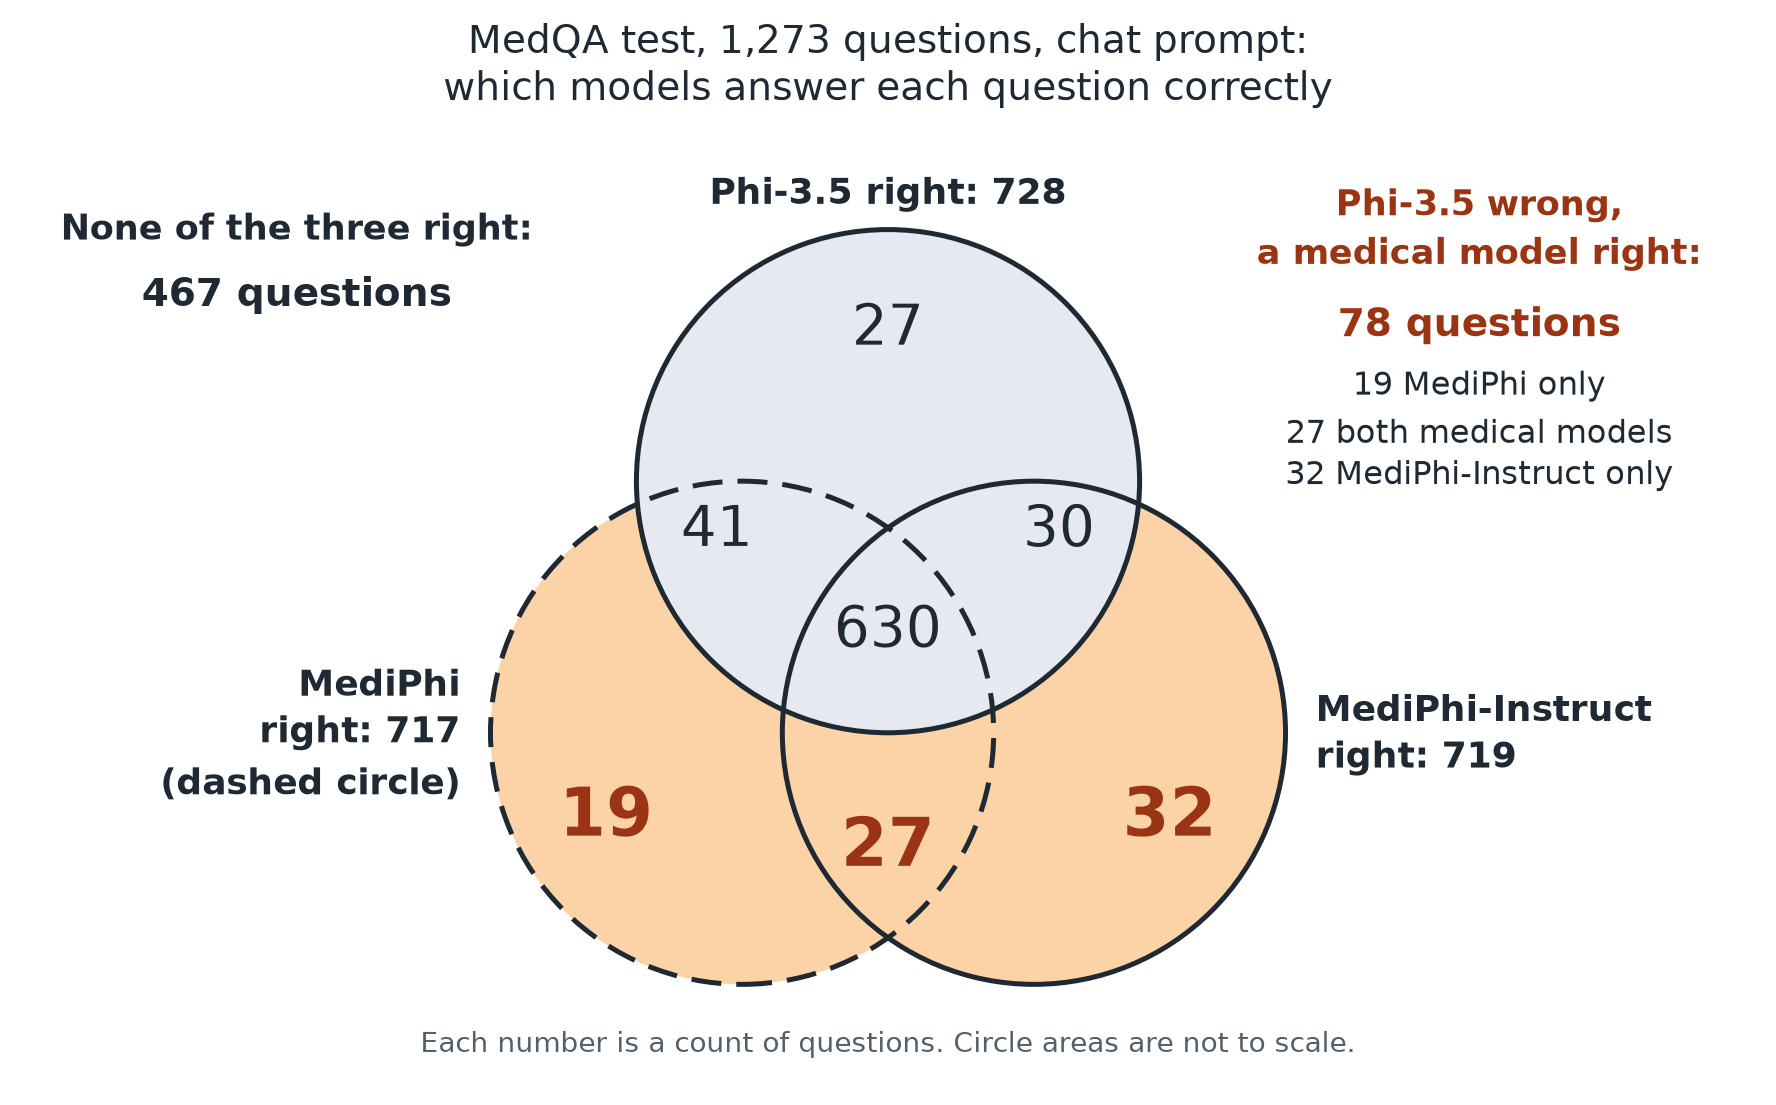 MedQA test, 1,273 questions, chat prompt:
which models answer each question correctly
Phi-3.5 right: 728
None of the three right:
467 questions
Phi-3.5 wrong,
a medical model right:
78 questions
19 MediPhi only
27 both medical models
32 MediPhi-Instruct only
27
41
30
630
MediPhi
right: 717
(dashed circle)
MediPhi-Instruct
right: 719
19
27
32
Each number is a count of questions. Circle areas are not to scale.